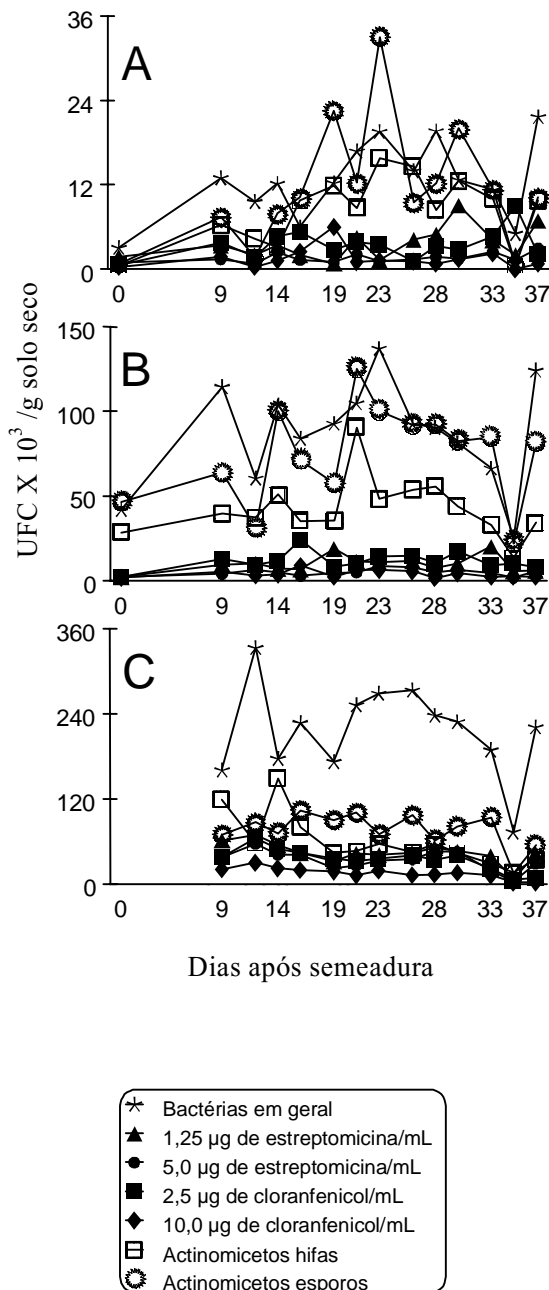 UFC X 10³ /g solo seco
A
36
24
12
0
0 9 14 19 23 28 33 37
B
150
100
50
0
0 9 14 19 23 28 33 37
C
360
240
120
0
0 9 14 19 23 28 33 37
Dias após semeadura
Bactérias em geral
1,25 µg de estreptomicina/mL
5,0 µg de estreptomicina/mL
2,5 µg de cloranfenicol/mL
10,0 µg de cloranfenicol/mL
Actinomicetos hifas
Actinomicetos esporos